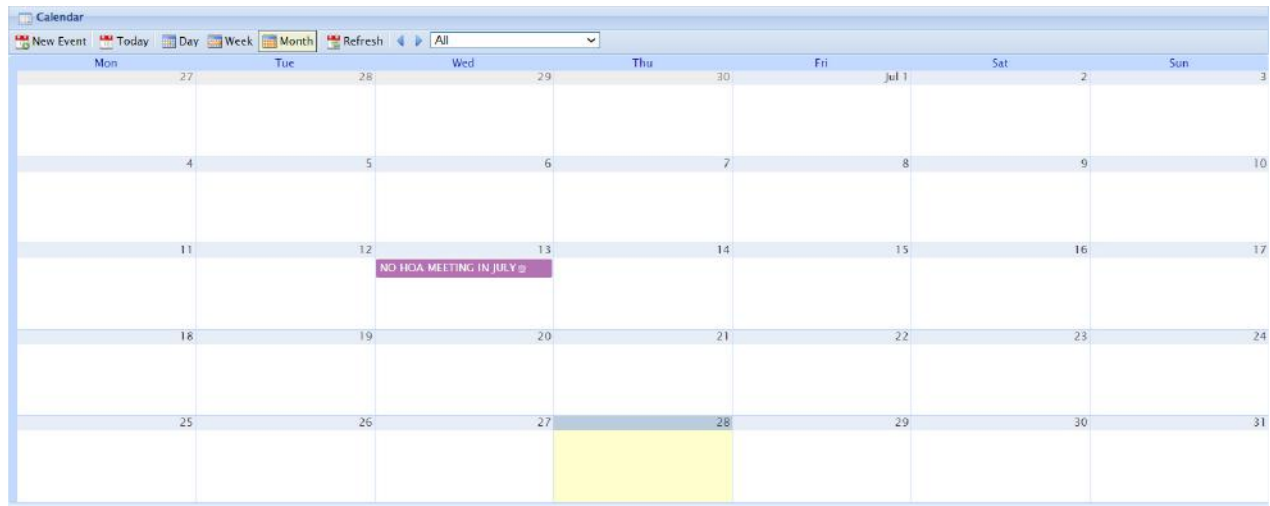 Calendar
New Event Today Day Week Month Refresh All
Mon Tue Wed Thu Fri Sat Sun
27 28 29 30 Jul 1 2 3
4 5 6 7 8 9 10
11 12 13 14 15 16 17
NO HOA MEETING IN JULY
18 19 20 21 22 23 24
25 26 27 28 29 30 31